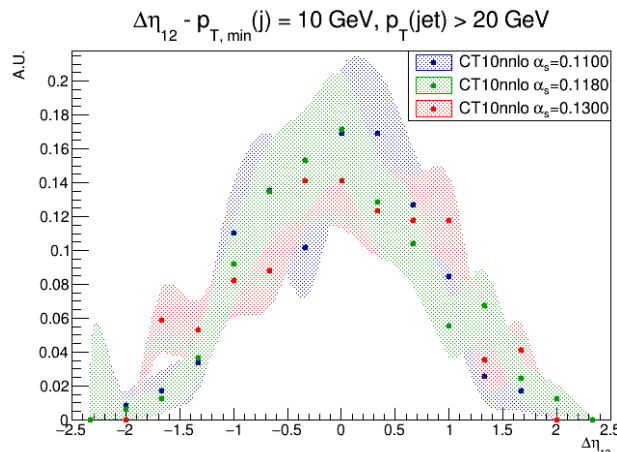 Δη12 - pT, min(j) = 10 GeV, pT(jet) > 20 GeV
A.U.
CT10nnlo αs=0.1100
CT10nnlo αs=0.1180
CT10nnlo αs=0.1300
0.2
0.18
0.16
0.14
0.12
0.1
0.08
0.06
0.04
0.02
0
−2.5 −2 −1.5 −1 −0.5 0 0.5 1 1.5 2 2.5
Δη12